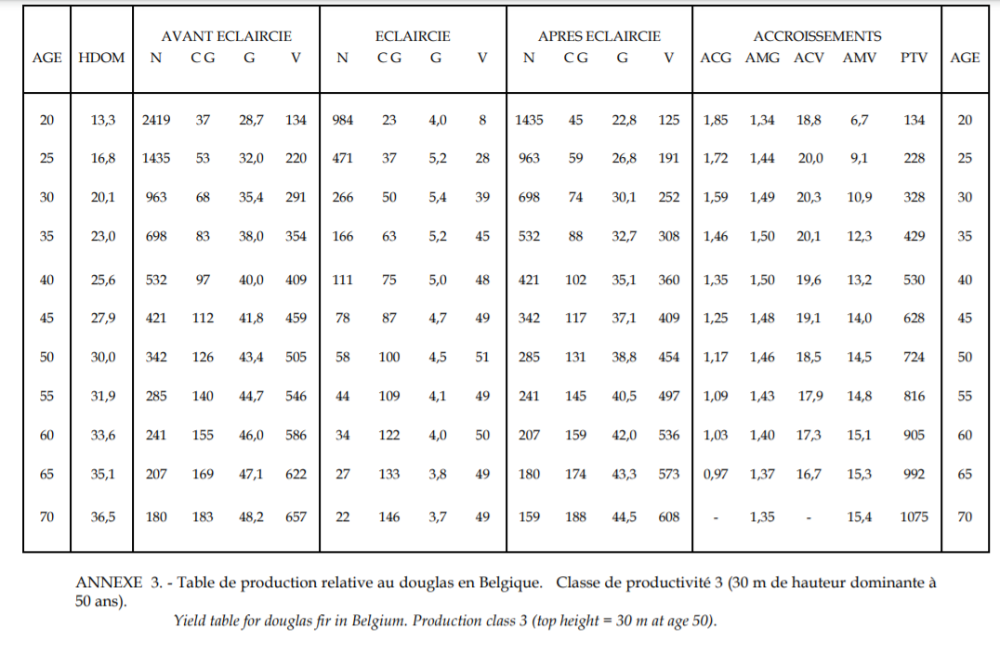 AVANT ECLAIRCIE ECLAIRCIE APRES ECLAIRCIE ACCROISSEMENTS
AGE HDOM N C G G V N C G G V N C G G V ACG AMG ACV AMV PTV AGE
20 13,3 2419 37 28,7 134 984 23 4,0 8 1435 45 22,8 125 1,85 1,34 18,8 6,7 134 20
25 16,8 1435 53 32,0 220 471 37 5,2 28 963 59 26,8 191 1,72 1,44 20,0 9,1 228 25
30 20,1 963 68 35,4 291 266 50 5,4 39 698 74 30,1 252 1,59 1,49 20,3 10,9 328 30
35 23,0 698 83 38,0 354 166 63 5,2 45 532 88 32,7 308 1,46 1,50 20,1 12,3 429 35
40 25,6 532 97 40,0 409 111 75 5,0 48 421 102 35,1 360 1,35 1,50 19,6 13,2 530 40
45 27,9 421 112 41,8 459 78 87 4,7 49 342 117 37,1 409 1,25 1,48 19,1 14,0 628 45
50 30,0 342 126 43,4 505 58 100 4,5 51 285 131 38,8 454 1,17 1,46 18,5 14,5 724 50
55 31,9 285 140 44,7 546 44 109 4,1 49 241 145 40,5 497 1,09 1,43 17,9 14,8 816 55
60 33,6 241 155 46,0 586 34 122 4,0 50 207 159 42,0 536 1,03 1,40 17,3 15,1 905 60
65 35,1 207 169 47,1 622 27 133 3,8 49 180 174 43,3 573 0,97 1,37 16,7 15,3 992 65
70 36,5 180 183 48,2 657 22 146 3,7 49 159 188 44,5 608 - 1,35 - 15,4 1075 70
ANNEXE 3. - Table de production relative au douglas en Belgique. Classe de productivité 3 (30 m de hauteur dominante à
50 ans).
Yield table for douglas fir in Belgium. Production class 3 (top height = 30 m at age 50).